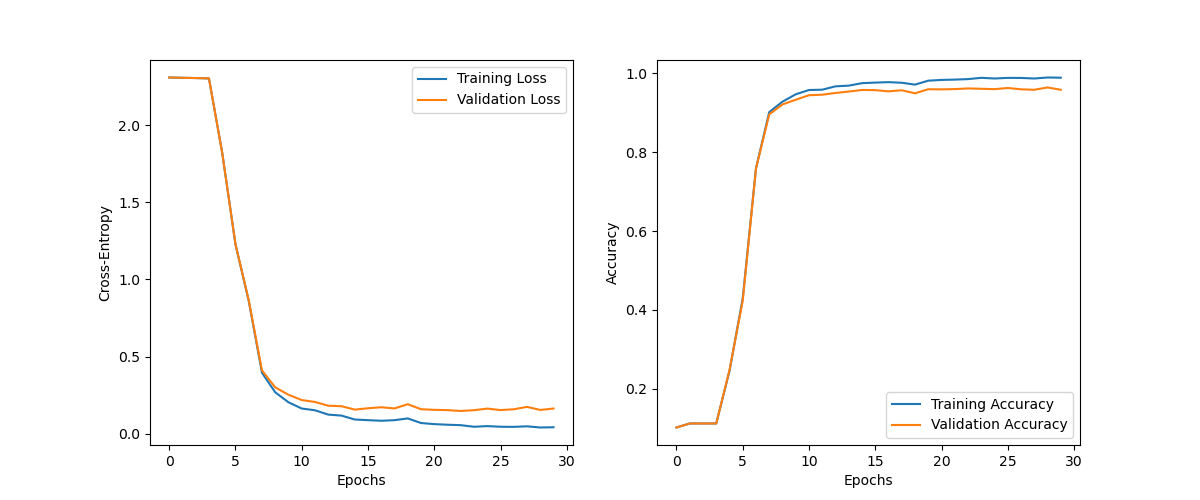 Training Loss
Validation Loss
2.0
1.5
1.0
0.5
0.0
Cross-Entropy
0 5 10 15 20 25 30
Epochs
1.0
0.8
0.6
0.4
0.2
Accuracy
Training Accuracy
Validation Accuracy
0 5 10 15 20 25 30
Epochs